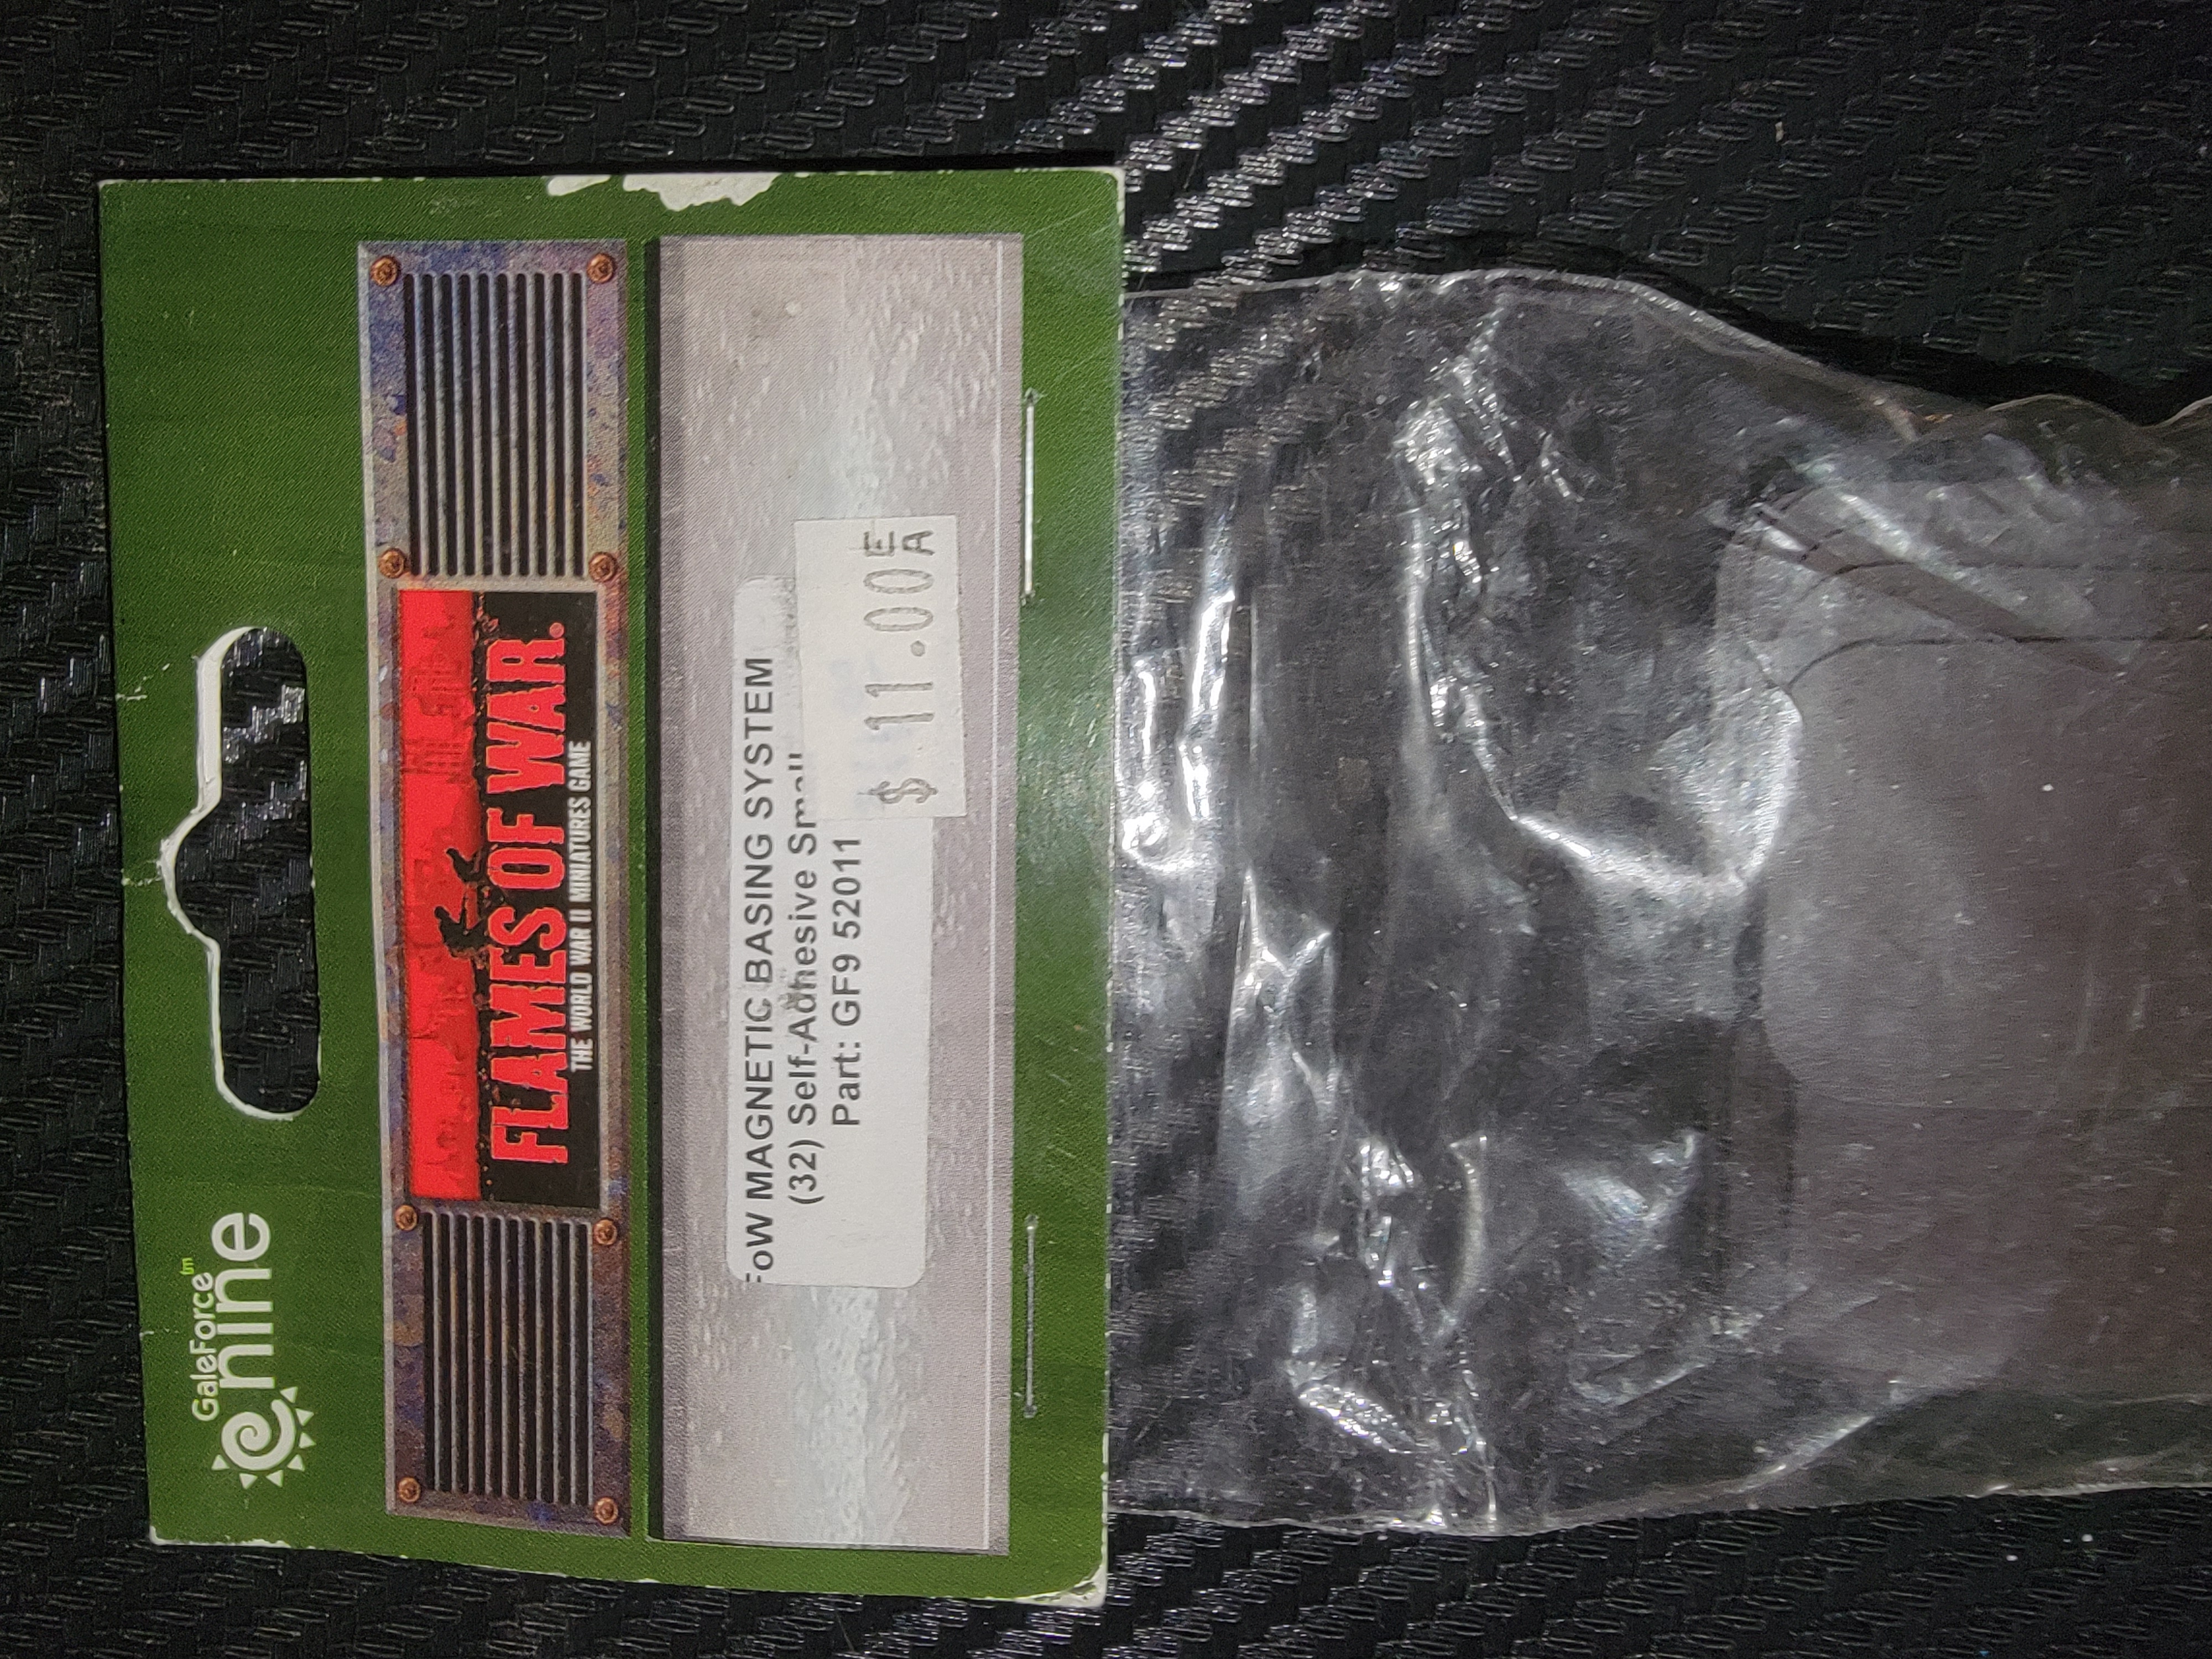 GaleForce™
nine
FLAMES OF WAR®
THE WORLD WAR II MINIATURES GAME
FoW MAGNETIC BASING SYSTEM
(32) Self-Adhesive Small
Part: GF9 52011
$ 11.00 E
A